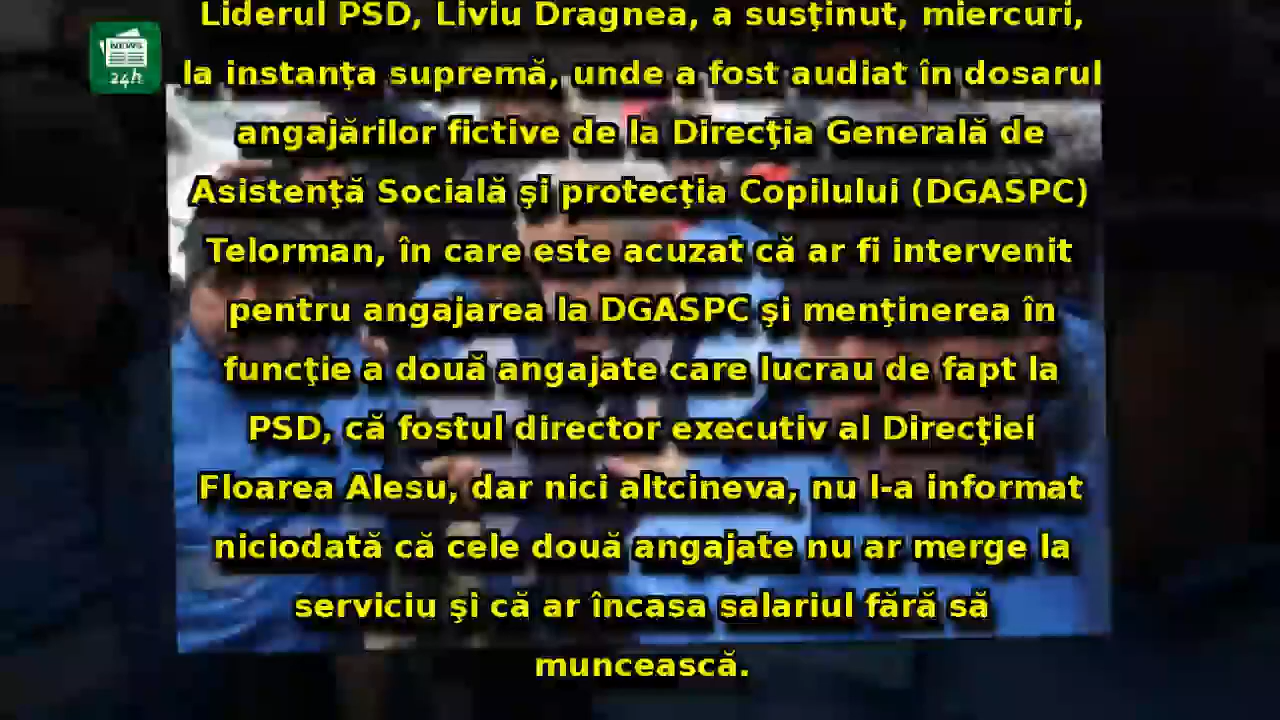 NEWS
24h
Liderul PSD, Liviu Dragnea, a susţinut, miercuri,
la instanţa supremă, unde a fost audiat în dosarul
angajărilor fictive de la Direcţia Generală de
Asistenţă Socială şi protecţia Copilului (DGASPC)
Telorman, în care este acuzat că ar fi intervenit
pentru angajarea la DGASPC şi menţinerea în
funcţie a două angajate care lucrau de fapt la
PSD, că fostul director executiv al Direcţiei
Floarea Alesu, dar nici altcineva, nu l-a informat
niciodată că cele două angajate nu ar merge la
serviciu şi că ar încasa salariul fără să
muncească.